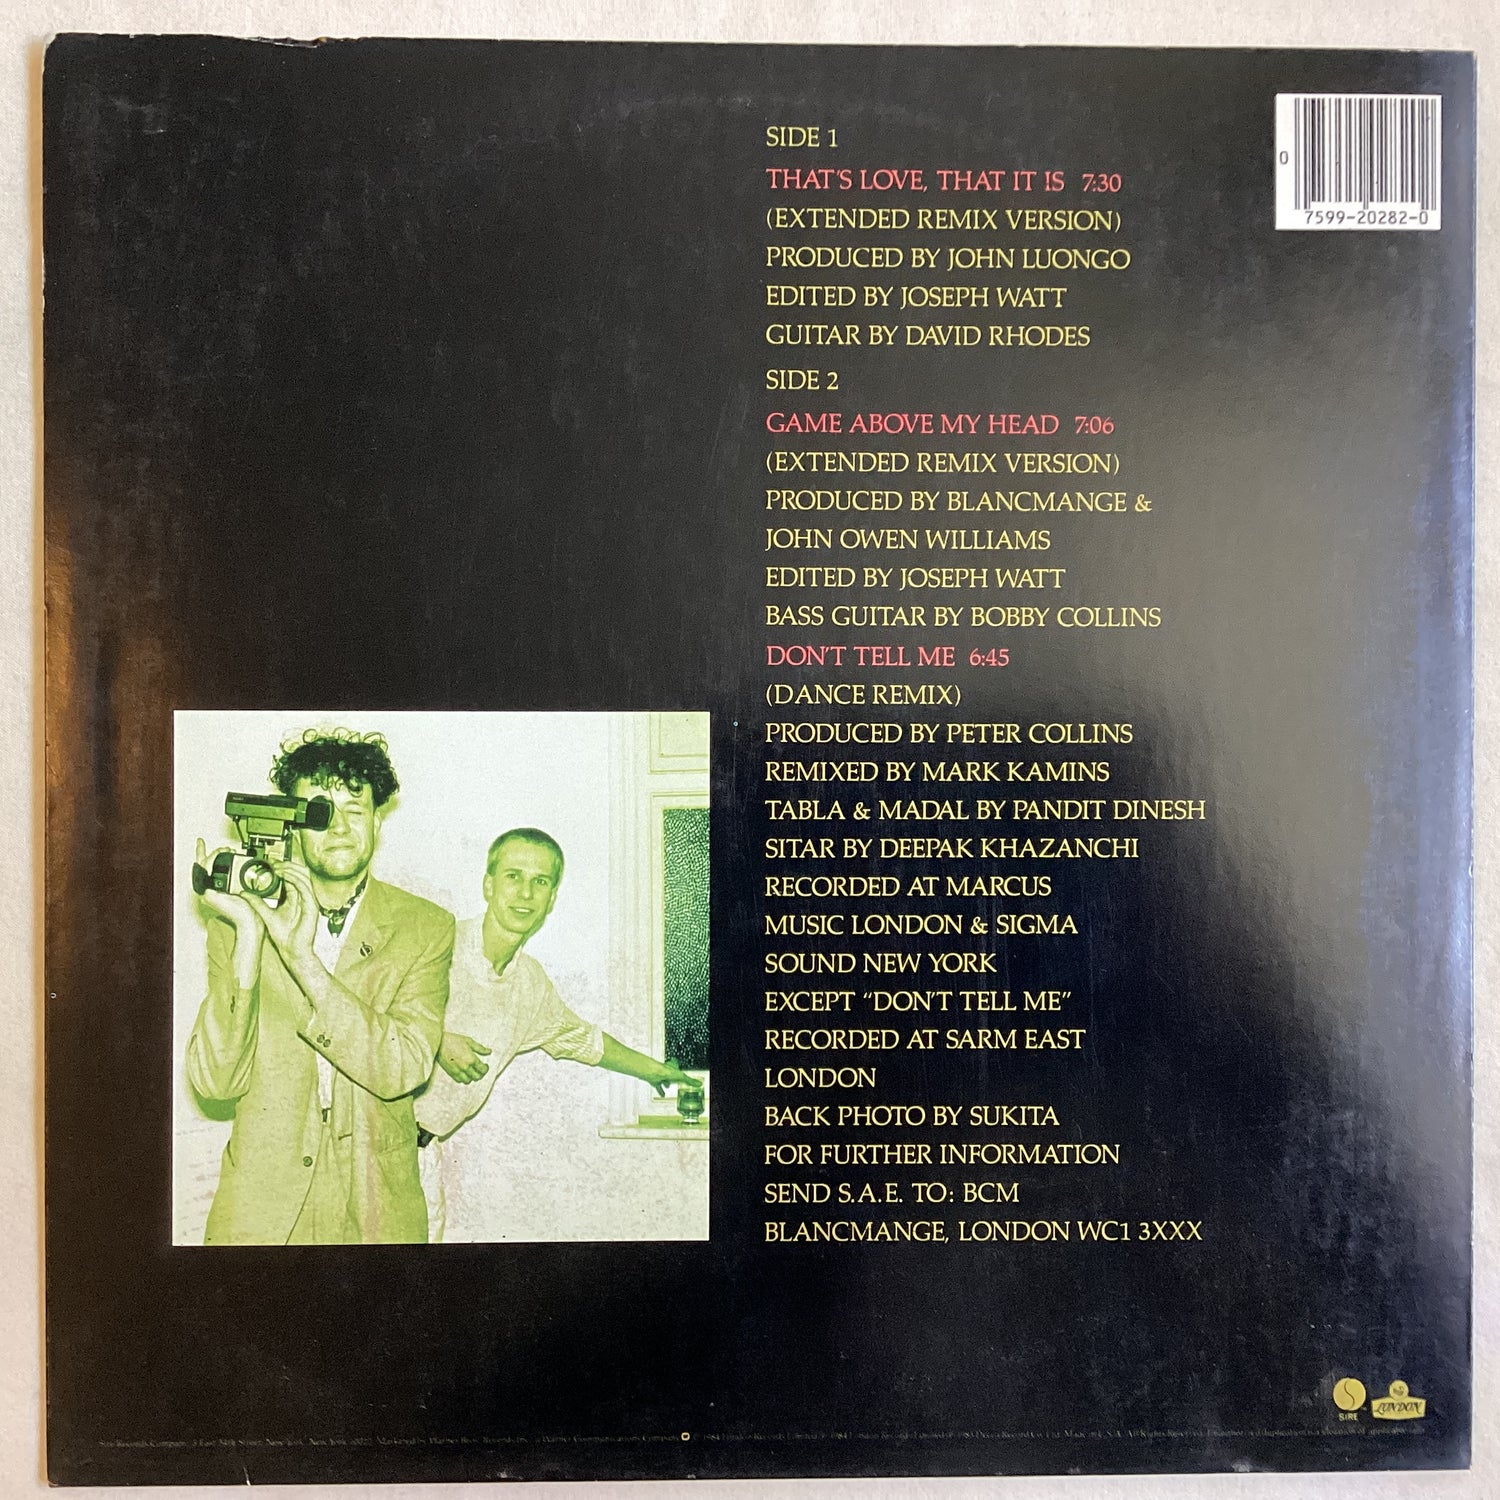 SIDE 1
THAT'S LOVE, THAT IT IS 7:30
(EXTENDED REMIX VERSION)
PRODUCED BY JOHN LUONGO
EDITED BY JOSEPH WATT
GUITAR BY DAVID RHODES
SIDE 2
GAME ABOVE MY HEAD 7:06
(EXTENDED REMIX VERSION)
PRODUCED BY BLANCMANGE &
JOHN OWEN WILLIAMS
EDITED BY JOSEPH WATT
BASS GUITAR BY BOBBY COLLINS
DON'T TELL ME 6:45
(DANCE REMIX)
PRODUCED BY PETER COLLINS
REMIXED BY MARK KAMINS
TABLA & MADAL BY PANDIT DINESH
SITAR BY DEEPAK KHAZANCHI
RECORDED AT MARCUS
MUSIC LONDON & SIGMA
SOUND NEW YORK
EXCEPT "DON'T TELL ME"
RECORDED AT SARM EAST
LONDON
BACK PHOTO BY SUKITA
FOR FURTHER INFORMATION
SEND S.A.E. TO: BCM
BLANCMANGE, LONDON WC1 3XXX
0
7599-20282-0
SIRE
LONDON